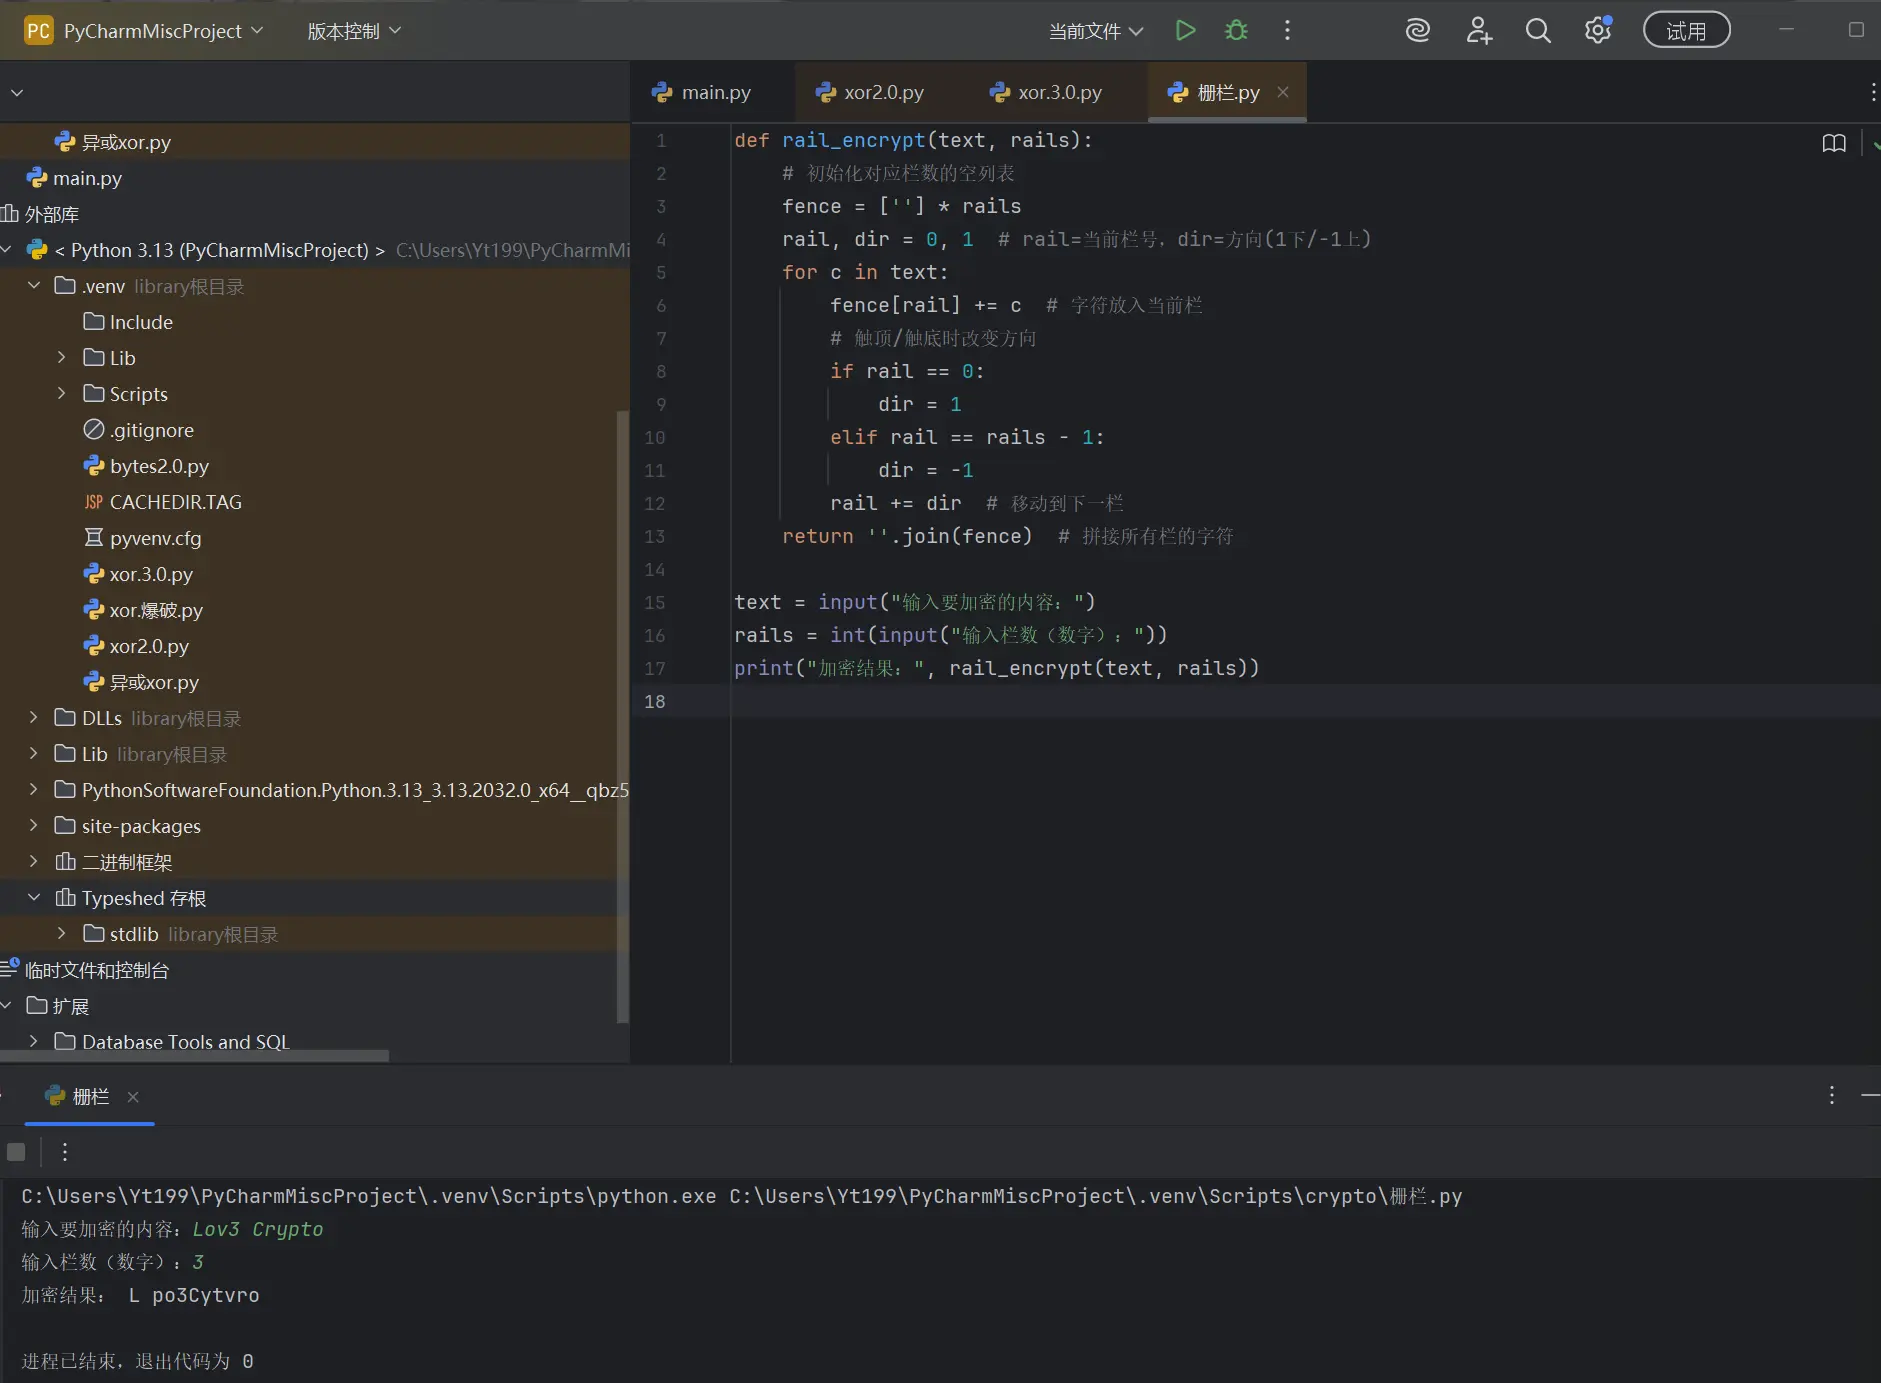 PC PyCharmMiscProject 版本控制 当前文件 试用
main.py xor2.0.py xor.3.0.py 栅栏.py
异或xor.py
main.py
外部库
< Python 3.13 (PyCharmMiscProject) > C:\Users\Yt199\PyCharmMi
.venv library根目录
Include
Lib
Scripts
.gitignore
bytes2.0.py
JSP CACHEDIR.TAG
pyvenv.cfg
xor.3.0.py
xor.爆破.py
xor2.0.py
异或xor.py
DLLs library根目录
Lib library根目录
PythonSoftwareFoundation.Python.3.13_3.13.2032.0_x64__qbz5
site-packages
二进制框架
Typeshed 存根
stdlib library根目录
临时文件和控制台
扩展
Database Tools and SQL
1 def rail_encrypt(text, rails):
2     # 初始化对应栏数的空列表
3     fence = [''] * rails
4     rail, dir = 0, 1  # rail=当前栏号，dir=方向(1下/-1上)
5     for c in text:
6         fence[rail] += c  # 字符放入当前栏
7         # 触顶/触底时改变方向
8         if rail == 0:
9             dir = 1
10         elif rail == rails - 1:
11             dir = -1
12         rail += dir  # 移动到下一栏
13     return ''.join(fence)  # 拼接所有栏的字符
14
15 text = input("输入要加密的内容：")
16 rails = int(input("输入栏数（数字）："))
17 print("加密结果：", rail_encrypt(text, rails))
18
栅栏
C:\Users\Yt199\PyCharmMiscProject\.venv\Scripts\python.exe C:\Users\Yt199\PyCharmMiscProject\.venv\Scripts\crypto\栅栏.py
输入要加密的内容：Lov3 Crypto
输入栏数（数字）：3
加密结果： L po3Cytvro
进程已结束，退出代码为 0